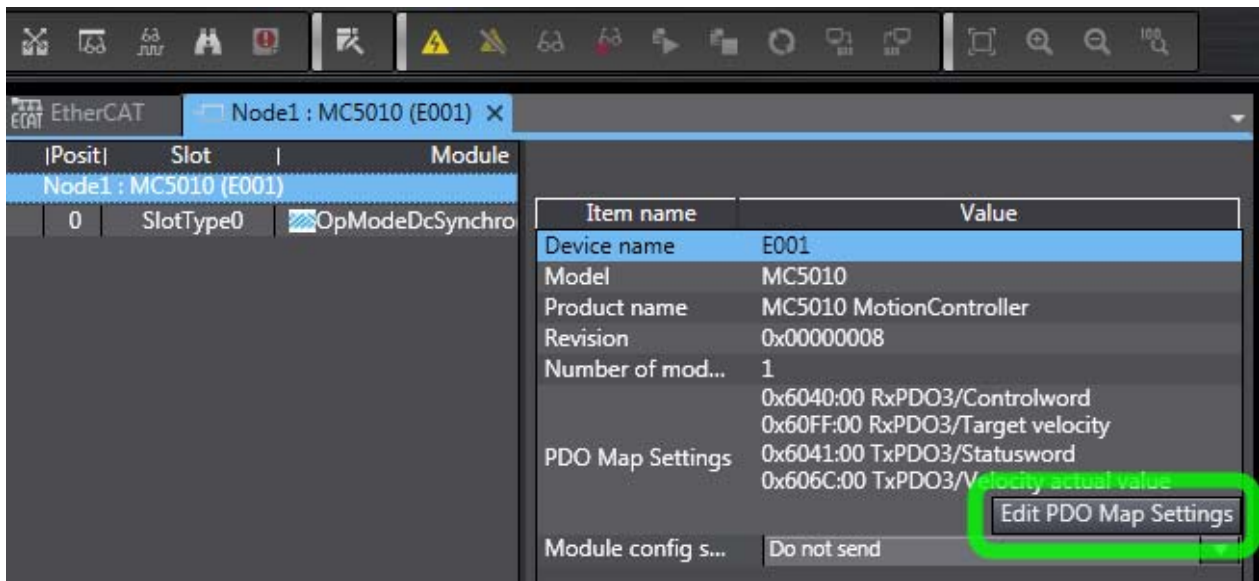 100
ECAT EtherCAT
Node1 : MC5010 (E001) ×
|Posit| Slot | Module
Node1 : MC5010 (E001)
0 SlotType0 OpModeDcSynchro
Item name Value
Device name E001
Model MC5010
Product name MC5010 MotionController
Revision 0x00000008
Number of mod... 1
PDO Map Settings
0x6040:00 RxPDO3/Controlword
0x60FF:00 RxPDO3/Target velocity
0x6041:00 TxPDO3/Statusword
0x606C:00 TxPDO3/Velocity actual value
Edit PDO Map Settings
Module config s... Do not send